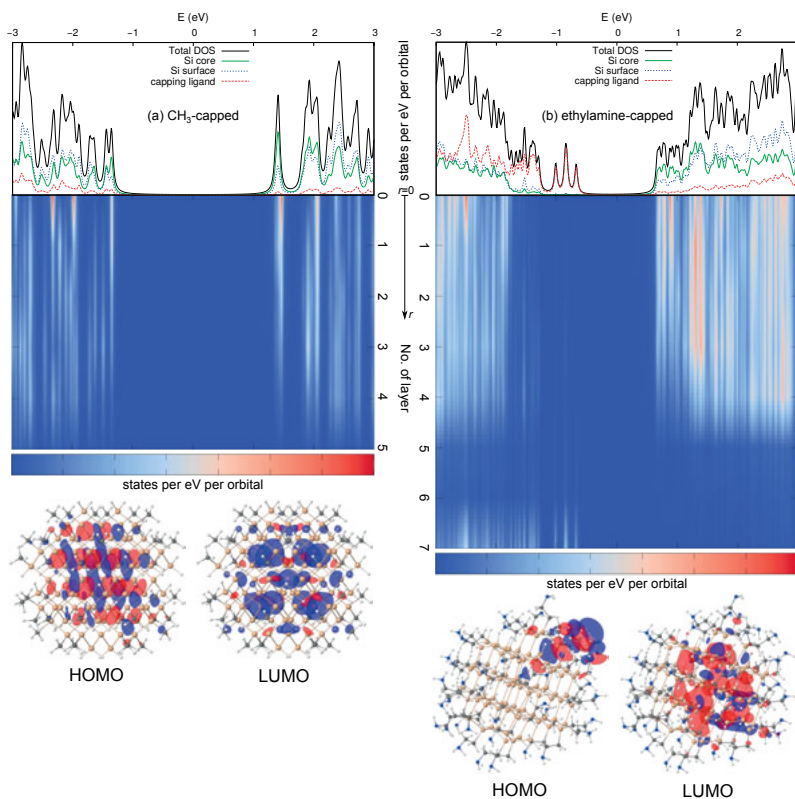 E (eV)
−3 −2 −1 0 1 2 3
Total DOS
Si core
Si surface
capping ligand
(a) CH3-capped
states per eV per orbital
r=0
0
1
2
3
4
5
r
No. of layer
states per eV per orbital
HOMO LUMO
E (eV)
−3 −2 −1 0 1 2
Total DOS
Si core
Si surface
capping ligand
(b) ethylamine-capped
0
1
2
3
4
5
6
7
states per eV per orbital
HOMO LUMO